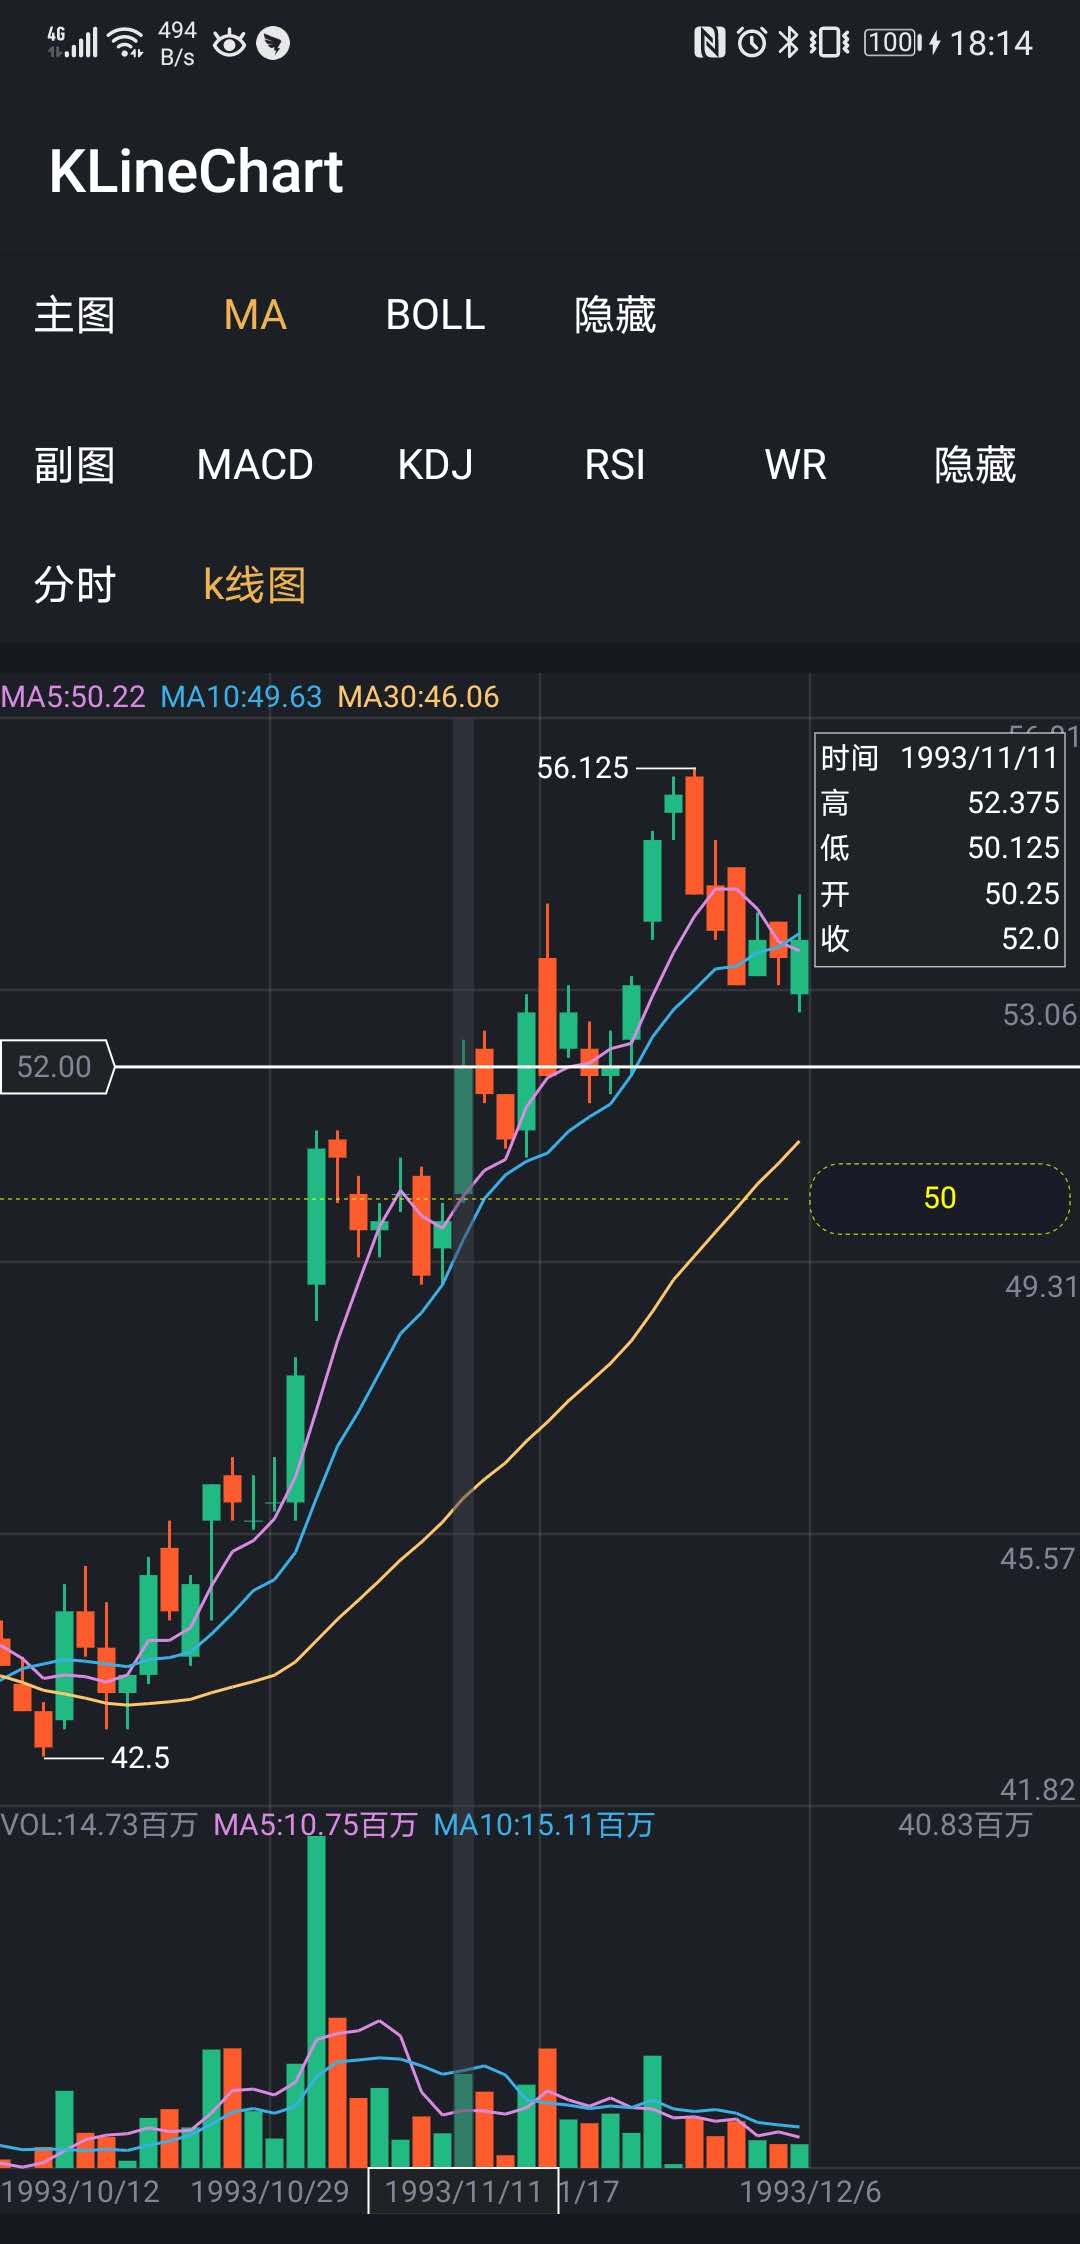 4G 494 B/s 100 18:14
KLineChart
主图 MA BOLL 隐藏
副图 MACD KDJ RSI WR 隐藏
分时 k线图
MA5:50.22 MA10:49.63 MA30:46.06
56.125
时间 1993/11/11
高 52.375
低 50.125
开 50.25
收 52.0
53.06
52.00
50
49.31
45.57
42.5
41.82
VOL:14.73百万 MA5:10.75百万 MA10:15.11百万 40.83百万
1993/10/12 1993/10/29 1993/11/11 1/17 1993/12/6